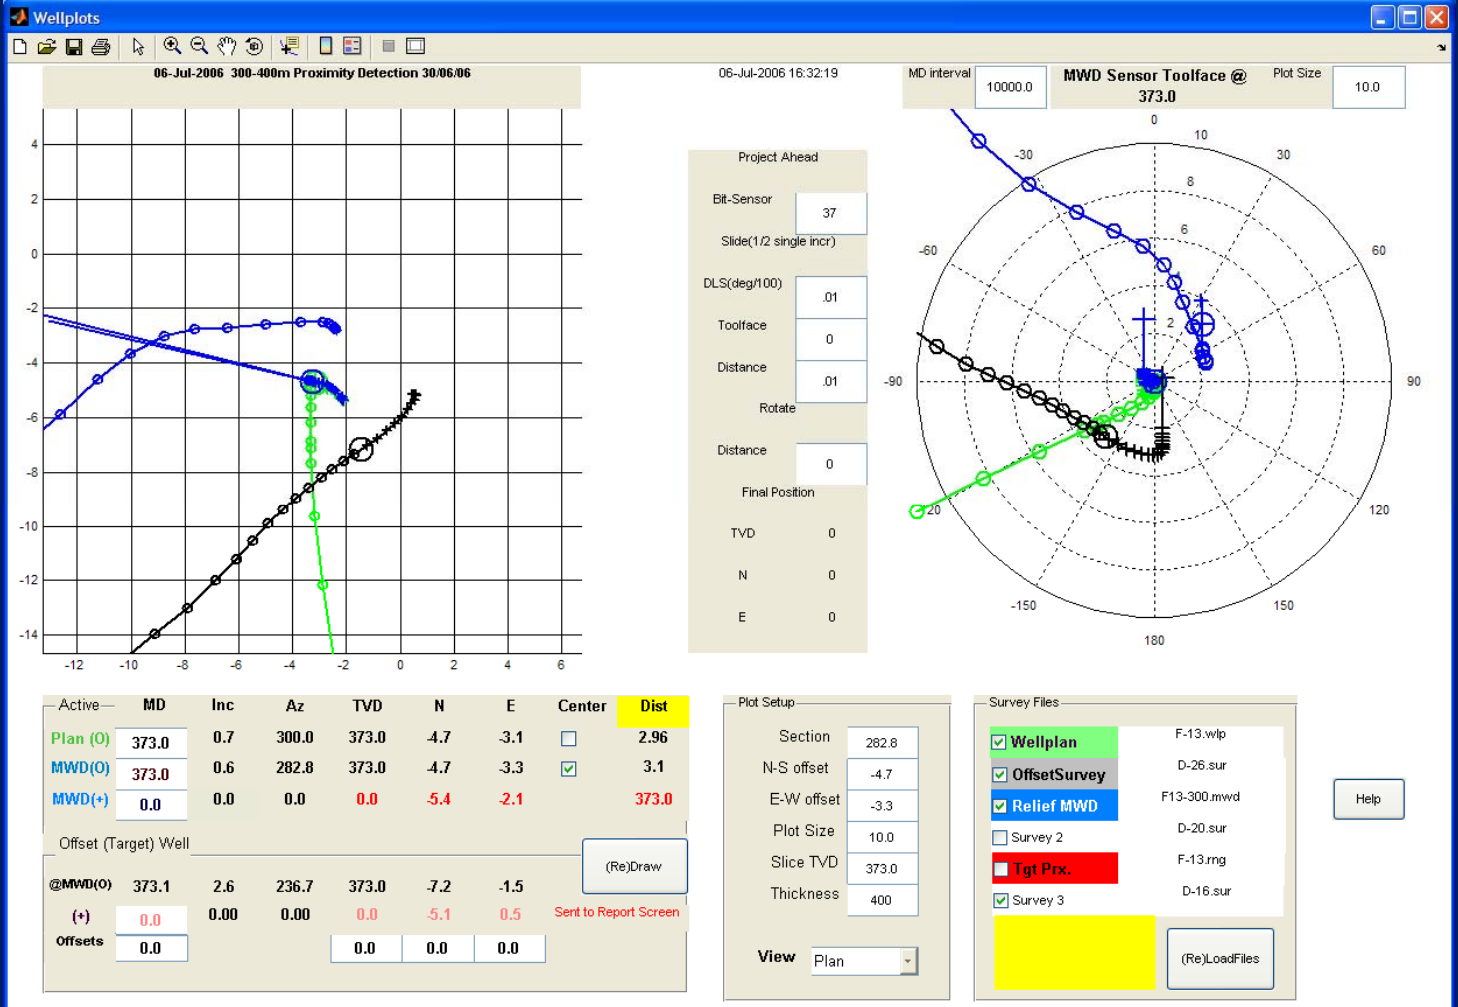 Wellplots
06-Jul-2006 300-400m Proximity Detection 30/06/06
06-Jul-2006 16:32:19
MD interval 10000.0
MWD Sensor Toolface @
373.0
Plot Size 10.0
4
2
0
-2
-4
-6
-8
-10
-12
-14
-12 -10 -8 -6 -4 -2 0 2 4 6
Project Ahead
Bit-Sensor 37
Slide(1/2 single incr)
DLS(deg/100) .01
Toolface 0
Distance .01
Rotate
Distance 0
Final Position
TVD 0
N 0
E 0
0
10
-30 30
8
6
-60 60
4
2
-90 90
20 120
-150 150
180
Active MD Inc Az TVD N E Center Dist
Plan (O) 373.0 0.7 300.0 373.0 -4.7 -3.1 2.96
MWD(O) 373.0 0.6 282.8 373.0 -4.7 -3.3 3.1
MWD(+) 0.0 0.0 0.0 0.0 -5.4 -2.1 373.0
Offset (Target) Well
(Re)Draw
@MWD(O) 373.1 2.6 236.7 373.0 -7.2 -1.5
(+) 0.0 0.00 0.00 0.0 -5.1 0.5 Sent to Report Screen
Offsets 0.0 0.0 0.0 0.0
Plot Setup
Section 282.8
N-S offset -4.7
E-W offset -3.3
Plot Size 10.0
Slice TVD 373.0
Thickness 400
View Plan
Survey Files
Wellplan F-13.wlp
OffsetSurvey D-26.sur
Relief MWD F13-300.mwd
Survey 2 D-20.sur
Tgt Prx. F-13.rng
Survey 3 D-16.sur
(Re)LoadFiles
Help